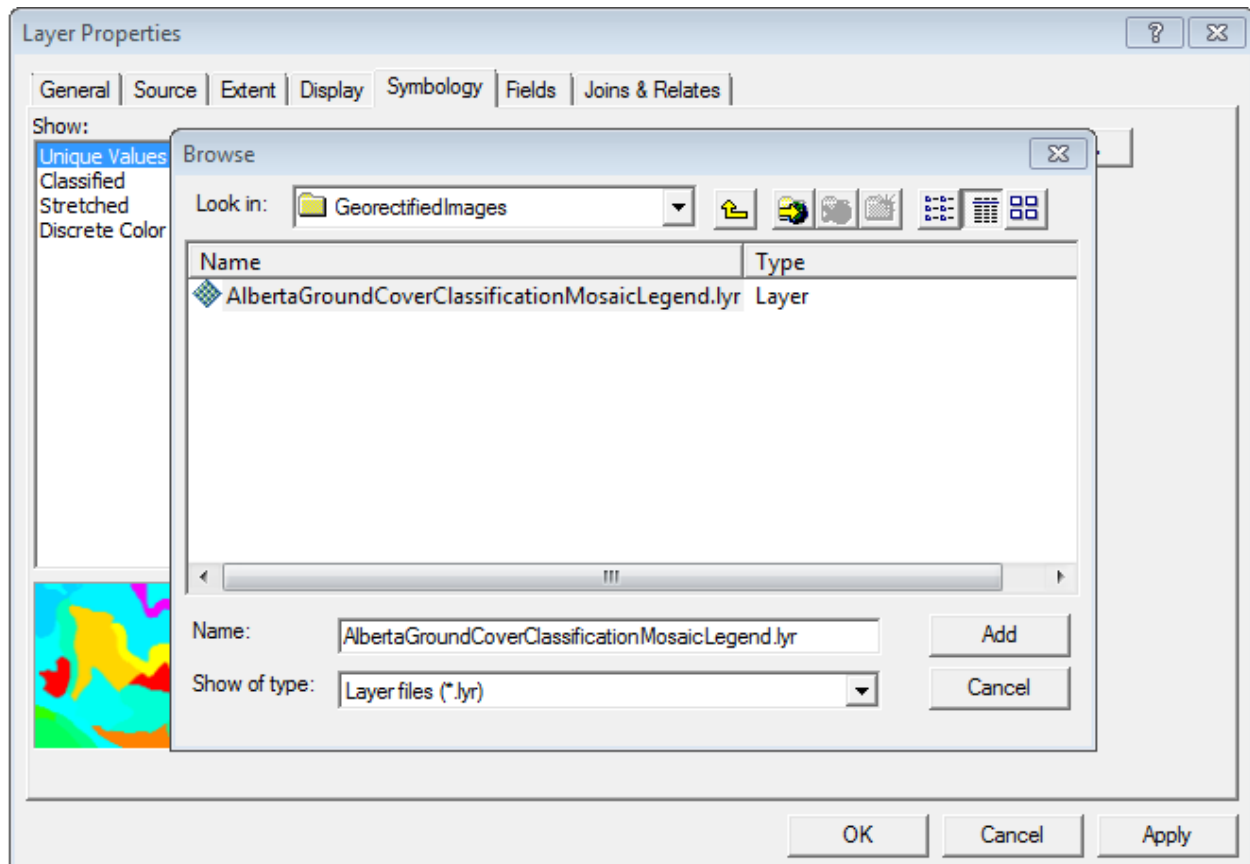 Layer Properties
General Source Extent Display Symbology Fields Joins & Relates
Show:
Unique Values
Classified
Stretched
Discrete Color
Browse
Look in: GeorectifiedImages
Name Type
AlbertaGroundCoverClassificationMosaicLegend.lyr Layer
Name: AlbertaGroundCoverClassificationMosaicLegend.lyr Add
Show of type: Layer files (*.lyr) Cancel
OK Cancel Apply